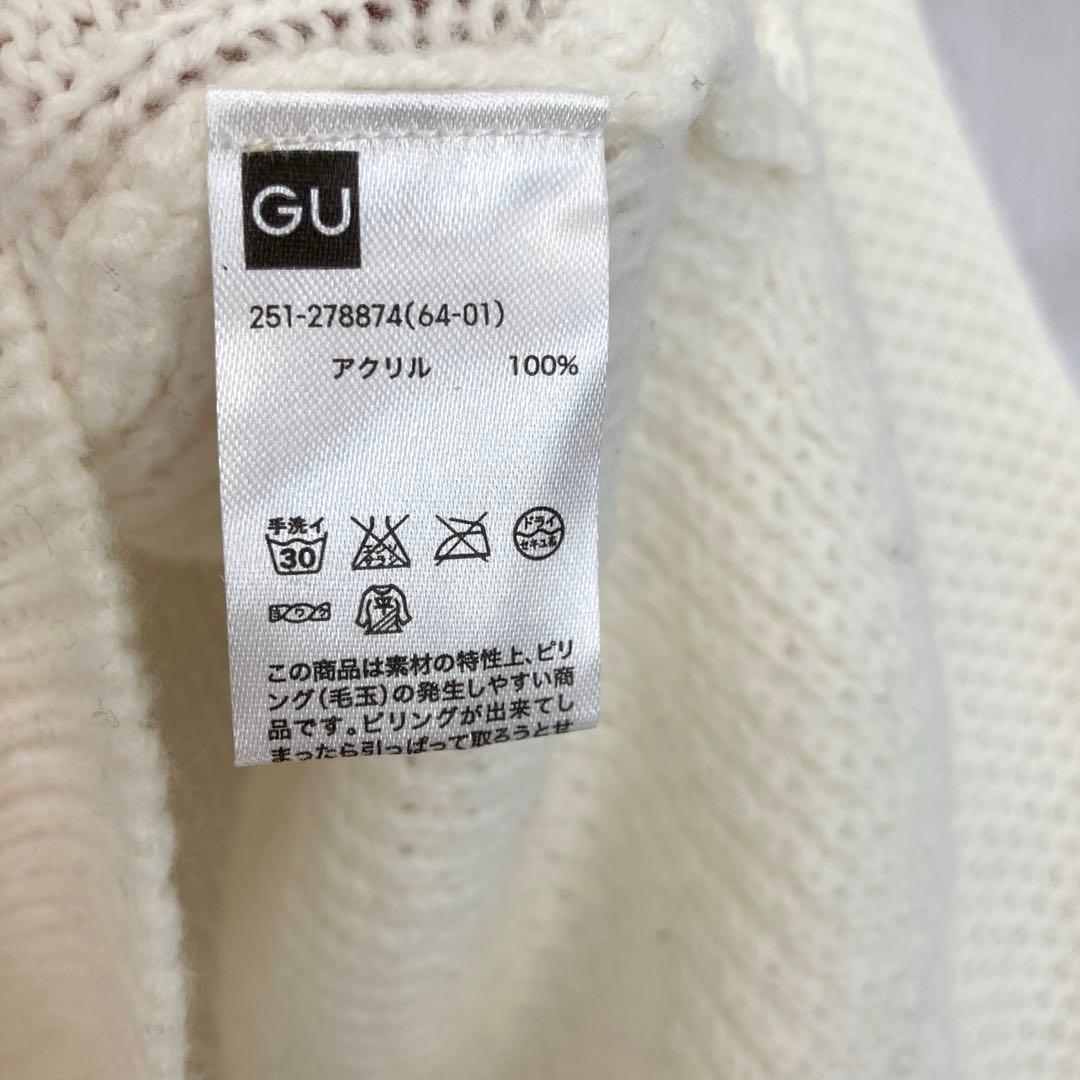 GU
251-278874(64-01)
アクリル 100%
手洗イ
30
ドライ
セキユ系
平
この商品は素材の特性上、ピリ
ング(毛玉)の発生しやすい商
品です。ピリングが出来てし
まったら引っぱって取ろうとせ